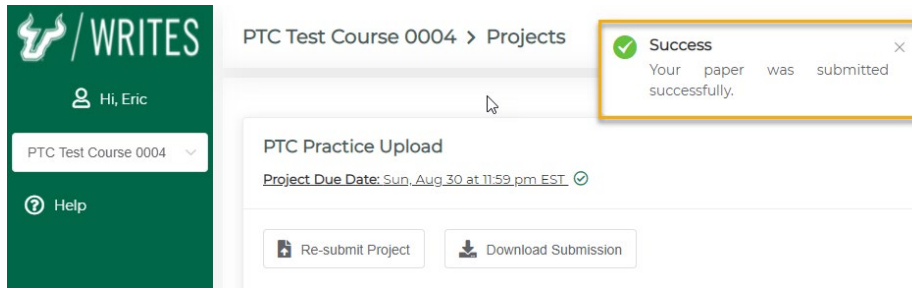 / WRITES
Hi, Eric
PTC Test Course 0004
Help
PTC Test Course 0004 > Projects
Success
Your paper was submitted
successfully.
PTC Practice Upload
Project Due Date: Sun, Aug 30 at 11:59 pm EST
Re-submit Project
Download Submission